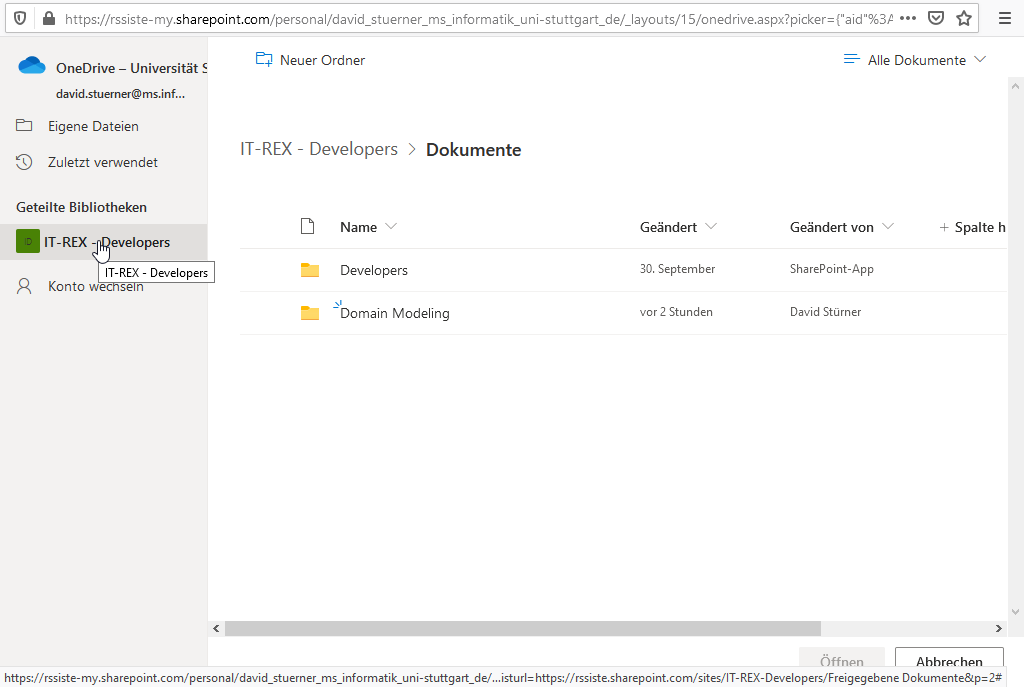 https://rssiste-my.sharepoint.com/personal/david_stuerner_ms_informatik_uni-stuttgart_de/_layouts/15/onedrive.aspx?picker={"aid"%3A
OneDrive – Universität S
david.stuerner@ms.inf...
Eigene Dateien
Zuletzt verwendet
Geteilte Bibliotheken
IT-REX - Developers
IT-REX - Developers
Konto wechseln
Neuer Ordner
Alle Dokumente
IT-REX - Developers > Dokumente
Name Geändert Geändert von + Spalte h
Developers 30. September SharePoint-App
Domain Modeling vor 2 Stunden David Stürner
Öffnen Abbrechen
https://rssiste-my.sharepoint.com/personal/david_stuerner_ms_informatik_uni-stuttgart_de/...isturl=https://rssiste.sharepoint.com/sites/IT-REX-Developers/Freigegebene Dokumente&p=2#